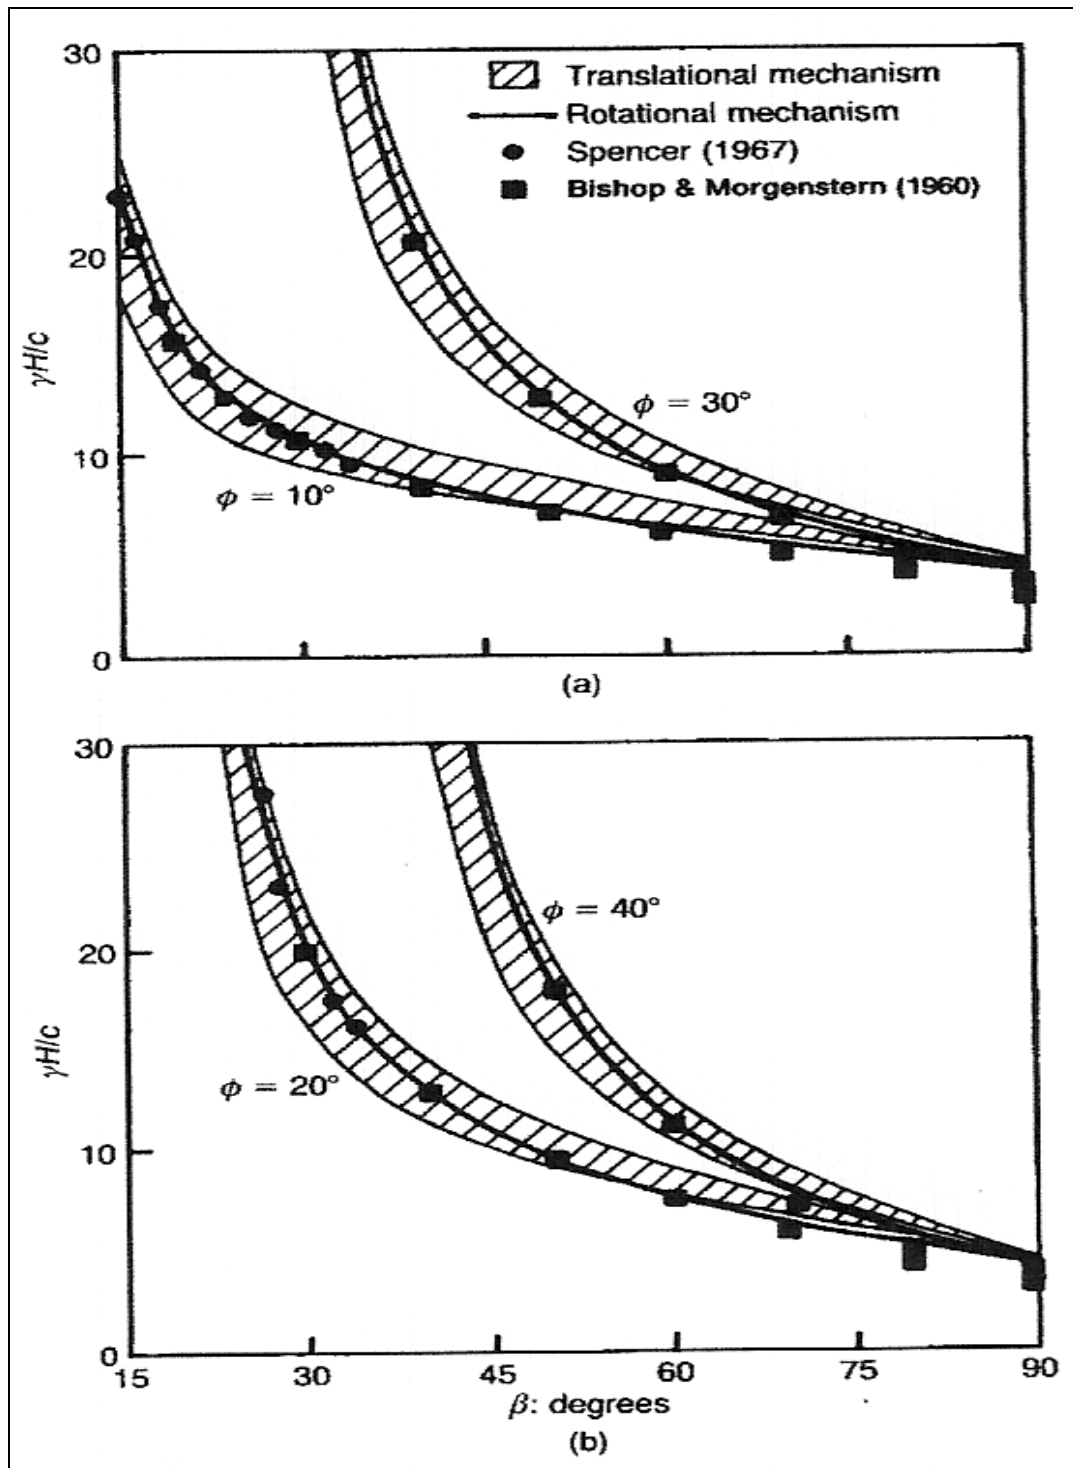 30
Translational mechanism
Rotational mechanism
Spencer (1967)
Bishop & Morgenstern (1960)
20
γH/c
ϕ = 30°
10
ϕ = 10°
0
(a)
30
ϕ = 40°
20
γH/c
ϕ = 20°
10
0
15 30 45 60 75 90
β: degrees
(b)